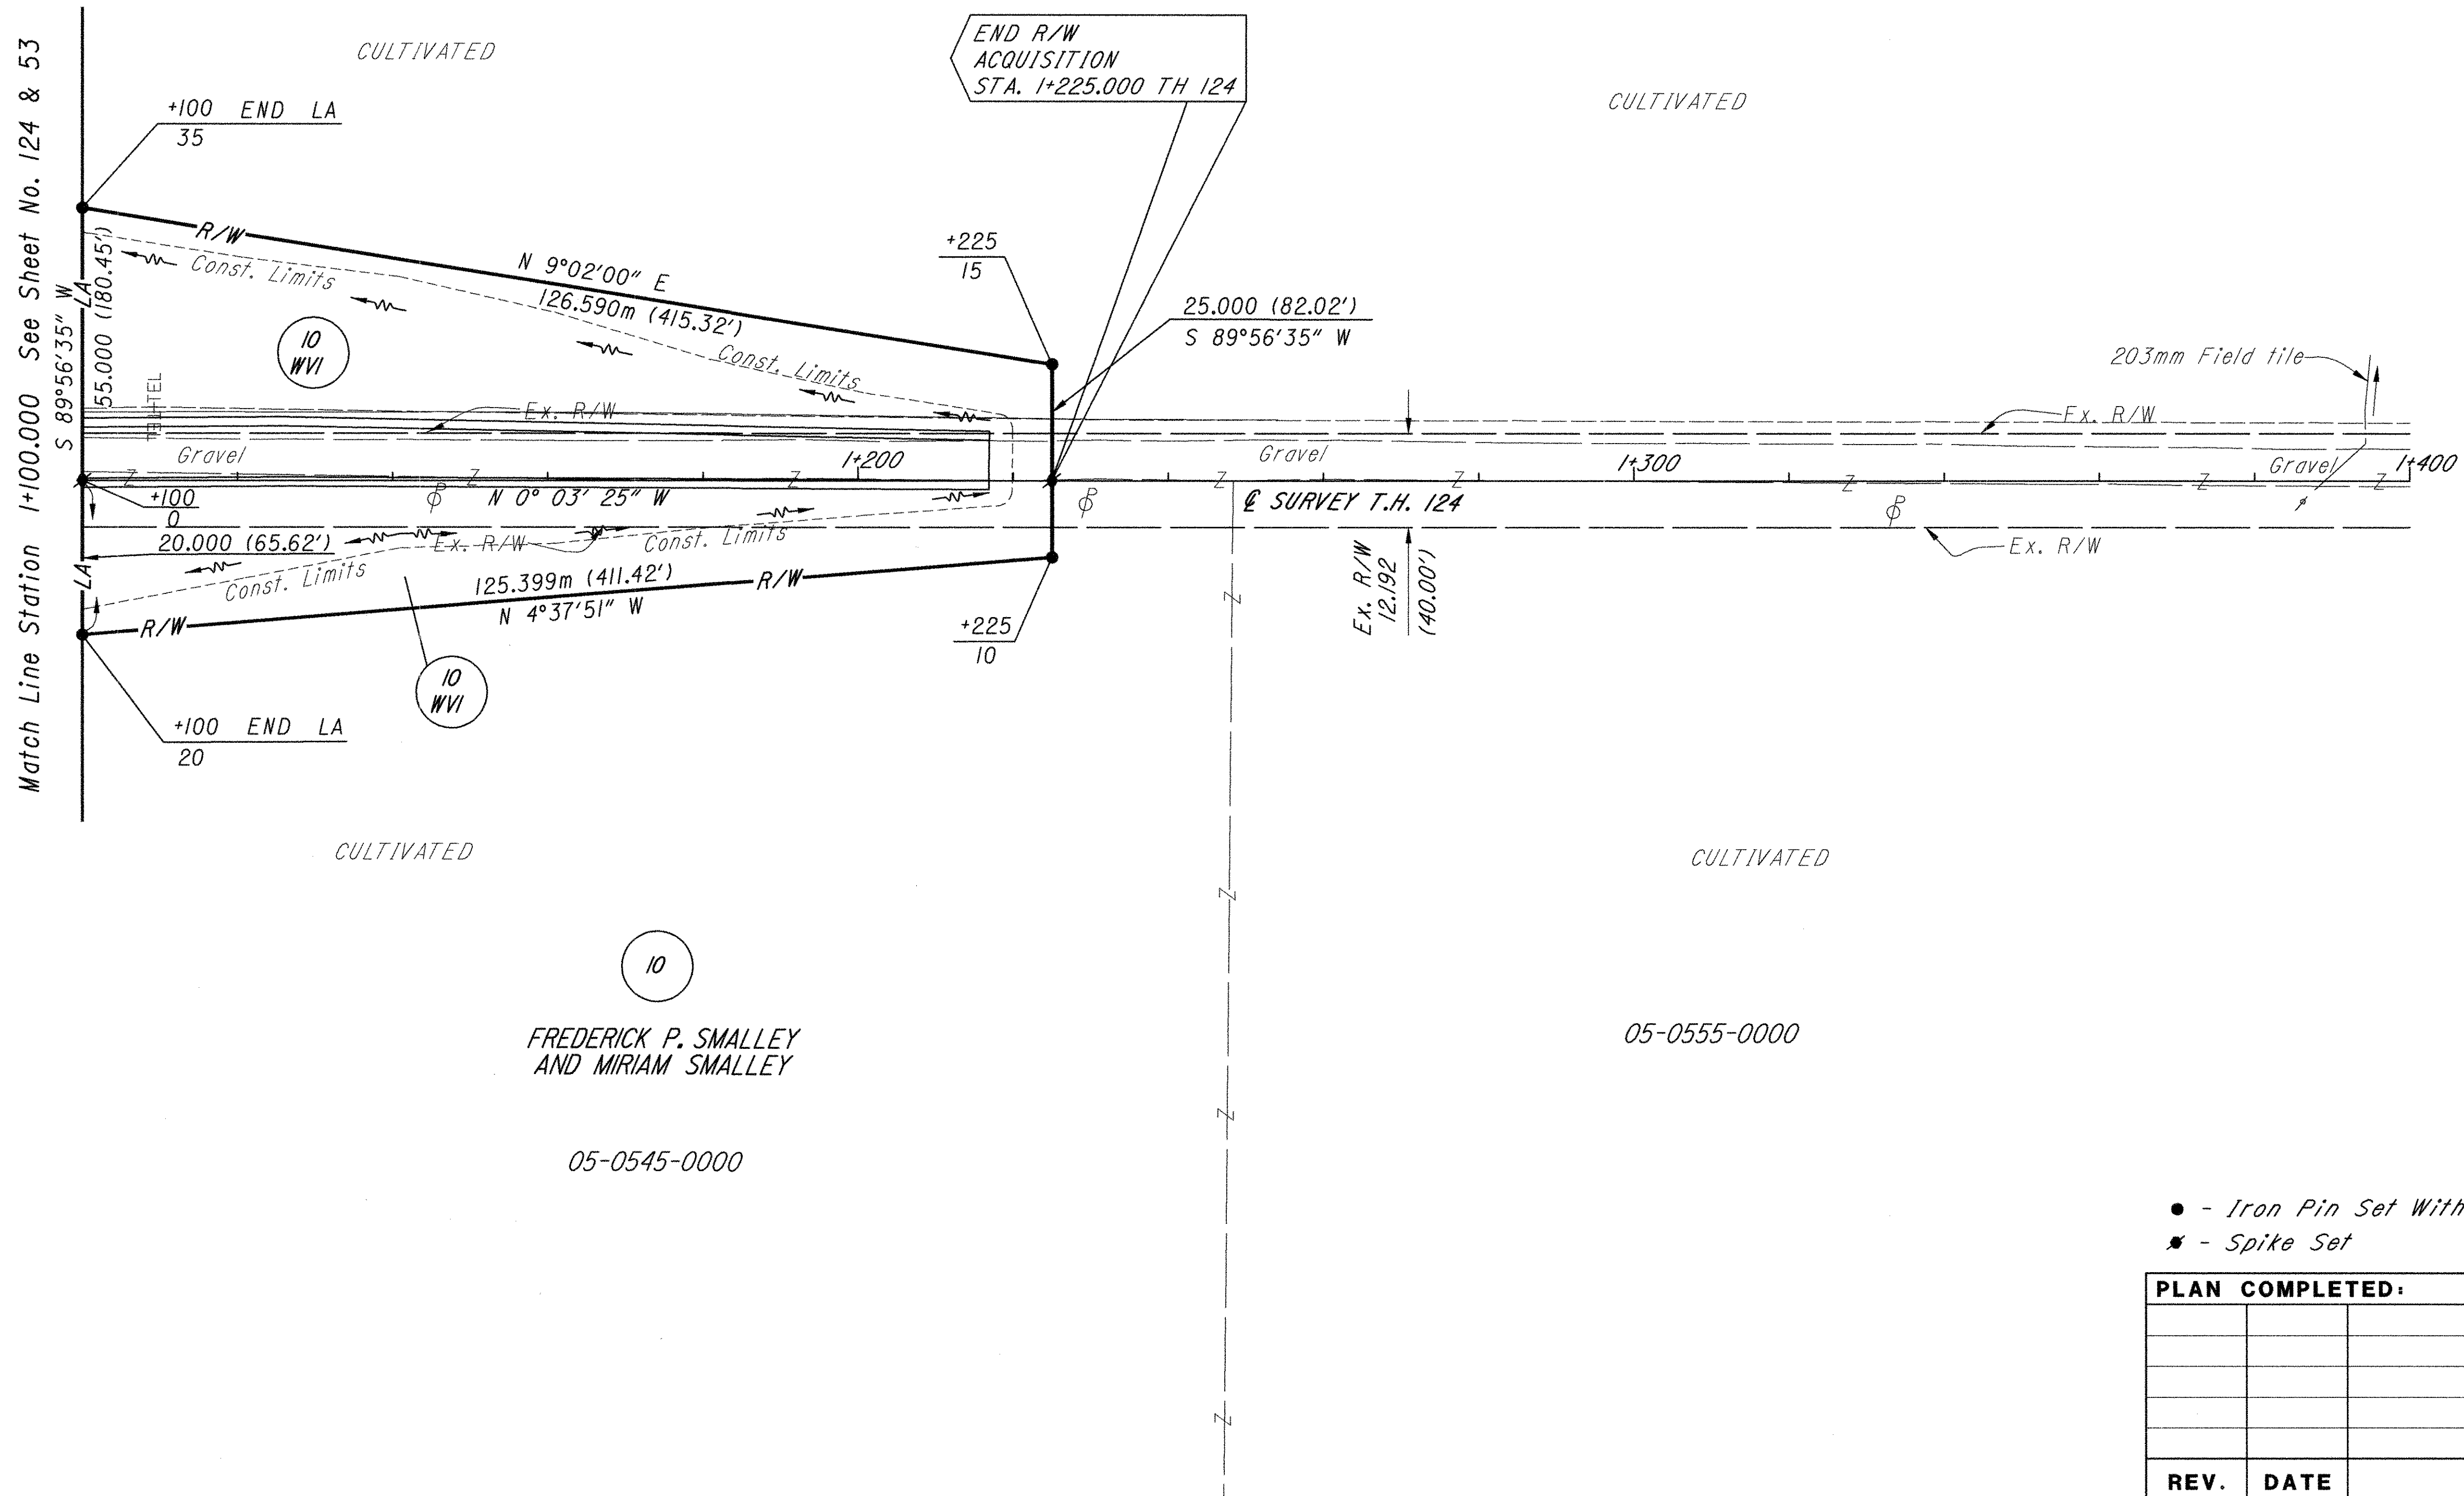 Match Line Station 1+100.000 See Sheet No. 124 & 53
CULTIVATED
END R/W
ACQUISITION
STA. 1+225.000 TH 124
CULTIVATED
+100 END LA
35
S 89°56'35" W
55.000 (180.45')
LA
R/W
Const. Limits
N 9°02'00" E
126.590m (415.32')
+225
15
25.000 (82.02')
S 89°56'35" W
10
WV1
Const. Limits
203mm Field tile
TEL
TEL
Ex. R/W
Ex. R/W
Gravel
1+200
Gravel
1+300
Gravel
1+400
+100
0
N 0° 03' 25" W
℄ SURVEY T.H. 124
20.000 (65.62')
Ex. R/W
Const. Limits
Ex. R/W
Ex. R/W
12.192
(40.00')
LA
Const. Limits
125.399m (411.42')
R/W
N 4°37'51" W
R/W
+225
10
10
WV1
+100 END LA
20
CULTIVATED
CULTIVATED
10
FREDERICK P. SMALLEY
AND MIRIAM SMALLEY
05-0555-0000
05-0545-0000
- Iron Pin Set With
- Spike Set
PLAN COMPLETED:
REV. DATE